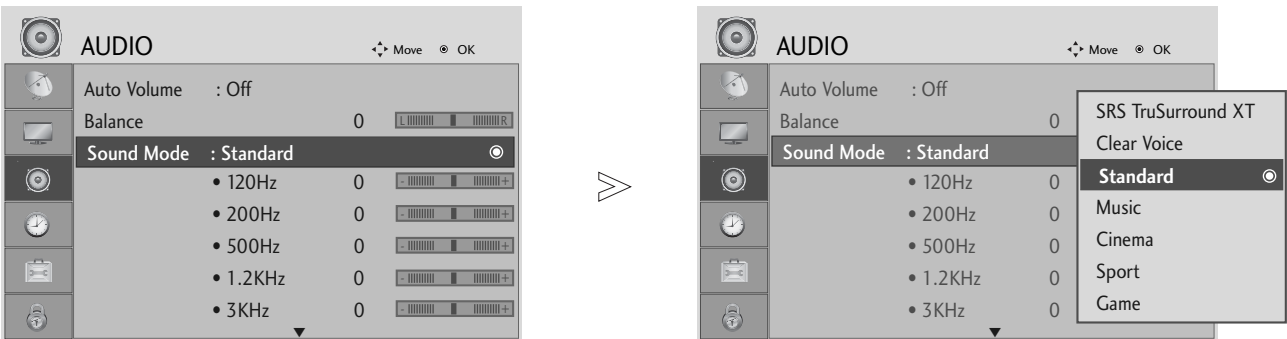 AUDIO Move OK
Auto Volume : Off
Balance 0 L R
Sound Mode : Standard
• 120Hz 0 - +
• 200Hz 0 - +
• 500Hz 0 - +
• 1.2KHz 0 - +
• 3KHz 0 - +
AUDIO Move OK
Auto Volume : Off
Balance 0
Sound Mode : Standard
• 120Hz 0
• 200Hz 0
• 500Hz 0
• 1.2KHz 0
• 3KHz 0
SRS TruSurround XT
Clear Voice
Standard
Music
Cinema
Sport
Game